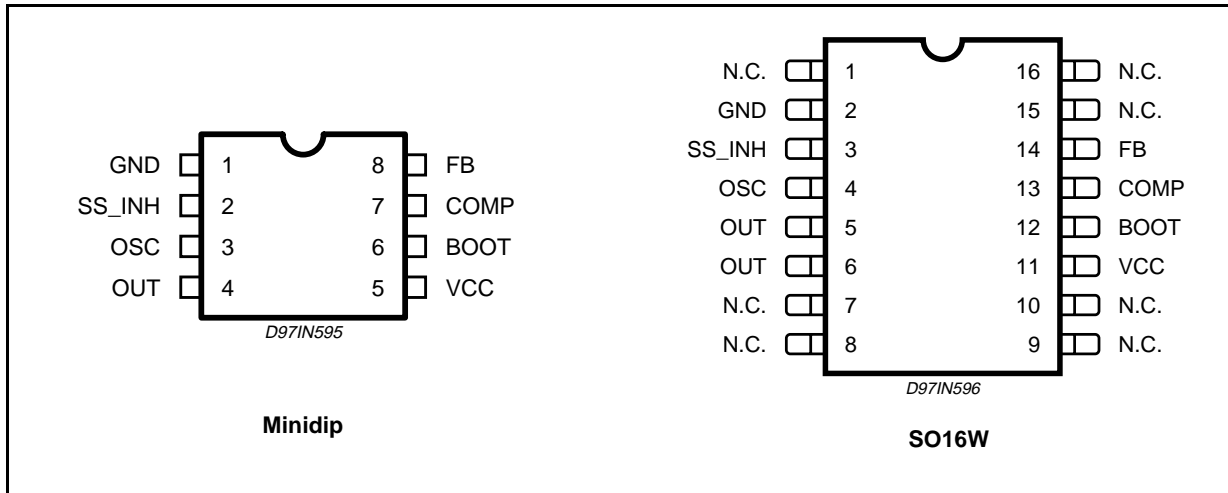 GND 1 8 FB
SS_INH 2 7 COMP
OSC 3 6 BOOT
OUT 4 5 VCC
D97IN595
Minidip
N.C. 1 16 N.C.
GND 2 15 N.C.
SS_INH 3 14 FB
OSC 4 13 COMP
OUT 5 12 BOOT
OUT 6 11 VCC
N.C. 7 10 N.C.
N.C. 8 9 N.C.
D97IN596
SO16W